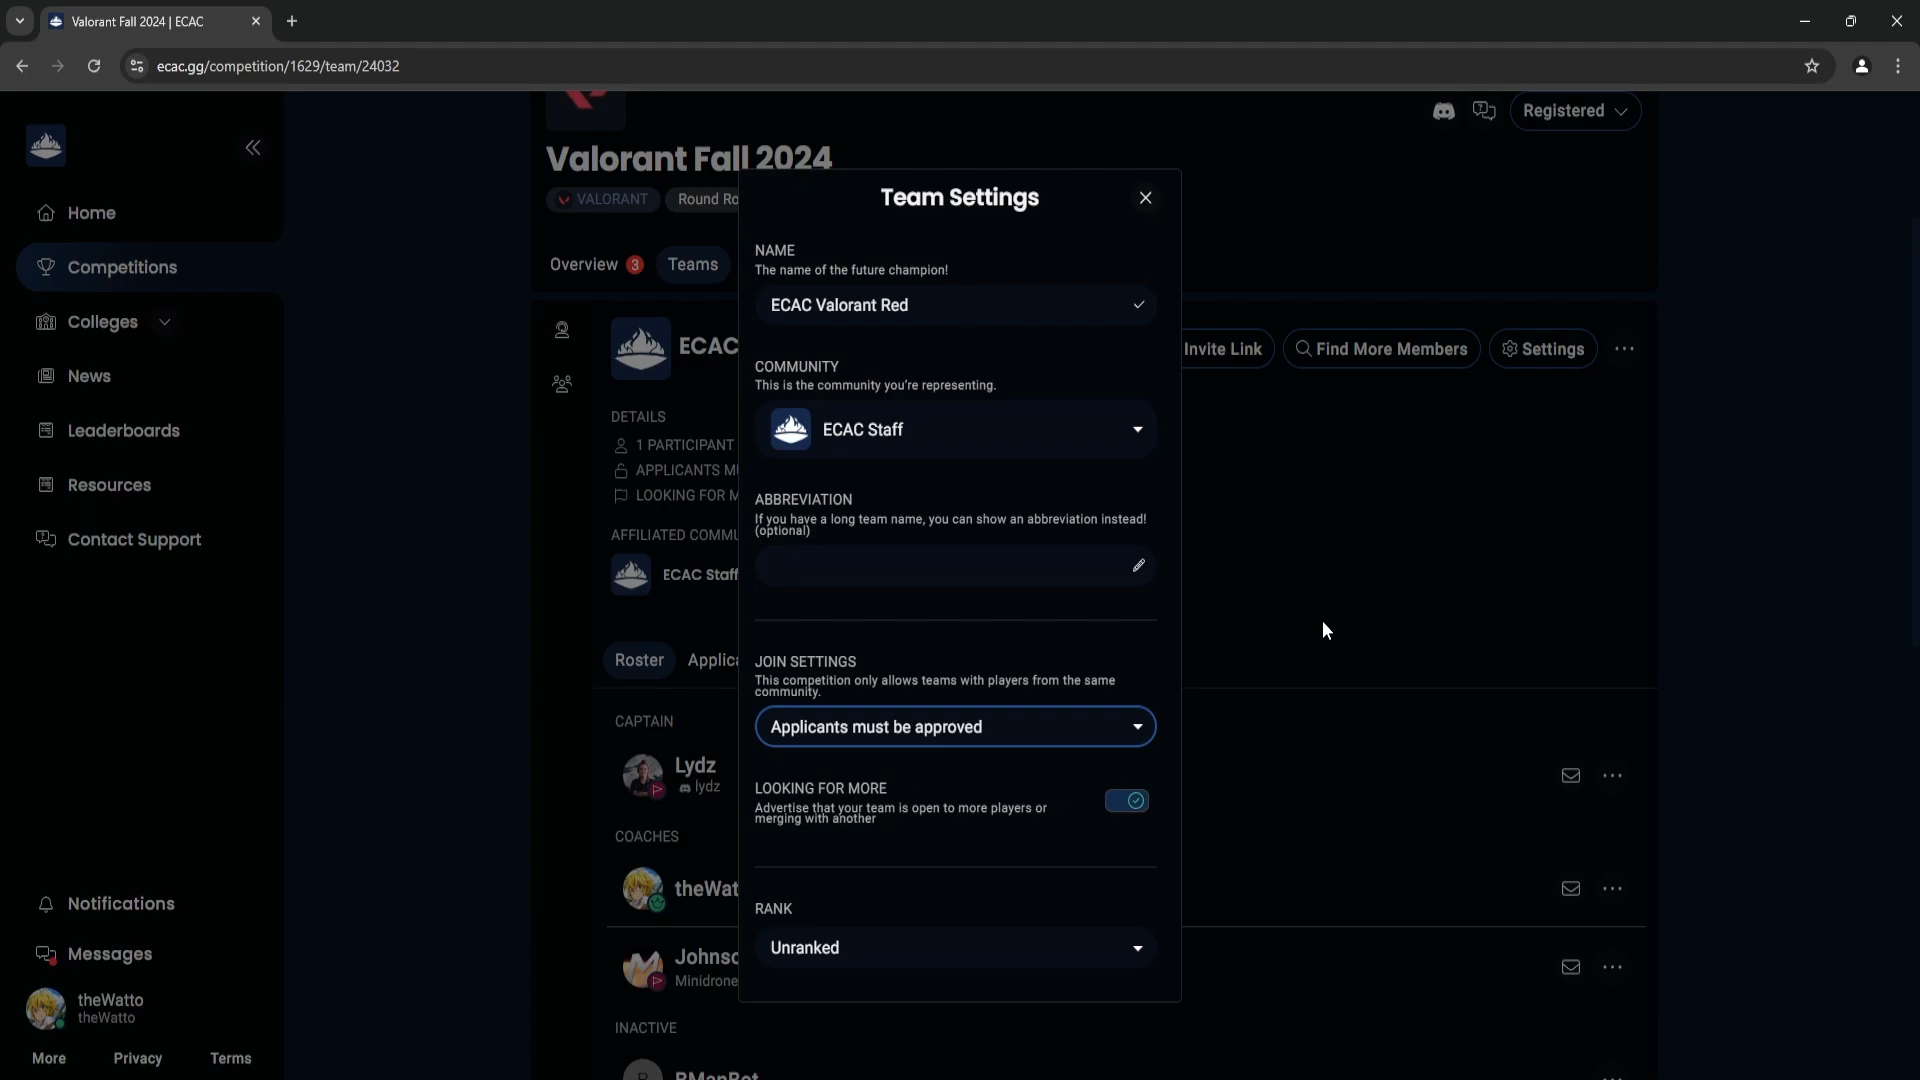 Valorant Fall 2024 | ECAC
ecac.gg/competition/1629/team/24032
Home
Competitions
Colleges
News
Leaderboards
Resources
Contact Support
Notifications
Messages
theWatto
theWatto
More Privacy Terms
Registered
Valorant Fall 2024
VALORANT Round
Overview 3 Teams
ECAC
Invite Link Find More Members Settings
DETAILS
1 PARTICIPANT
APPLICANTS
LOOKING FOR
AFFILIATED
ECAC Staff
Roster
CAPTAIN
Lydz
lydz
COACHES
theWat
Johnso
Minidrone
INACTIVE
Team Settings
NAME
The name of the future champion!
ECAC Valorant Red
COMMUNITY
This is the community you're representing.
ECAC Staff
ABBREVIATION
If you have a long team name, you can show an abbreviation instead!
(optional)
JOIN SETTINGS
This competition only allows teams with players from the same
community.
Applicants must be approved
LOOKING FOR MORE
Advertise that your team is open to more players or
merging with another
RANK
Unranked